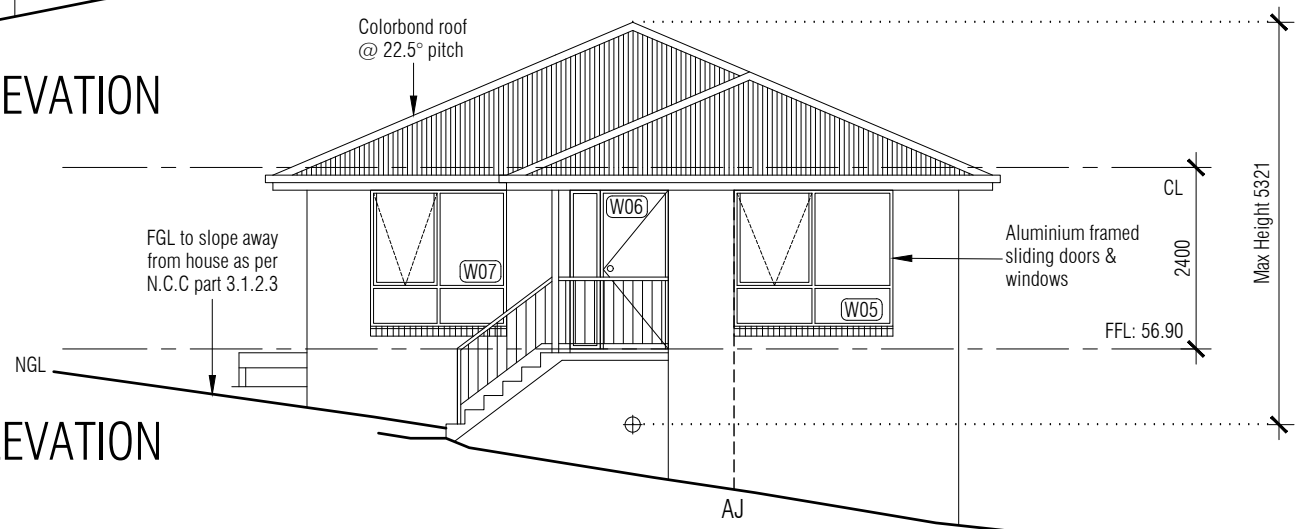 Colorbond roof
@ 22.5° pitch
EVATION
CL
2400
Max Height 5321
W06
FGL to slope away
from house as per
N.C.C part 3.1.2.3
W07
Aluminium framed
sliding doors &
windows
W05
FFL: 56.90
NGL
EVATION
AJ